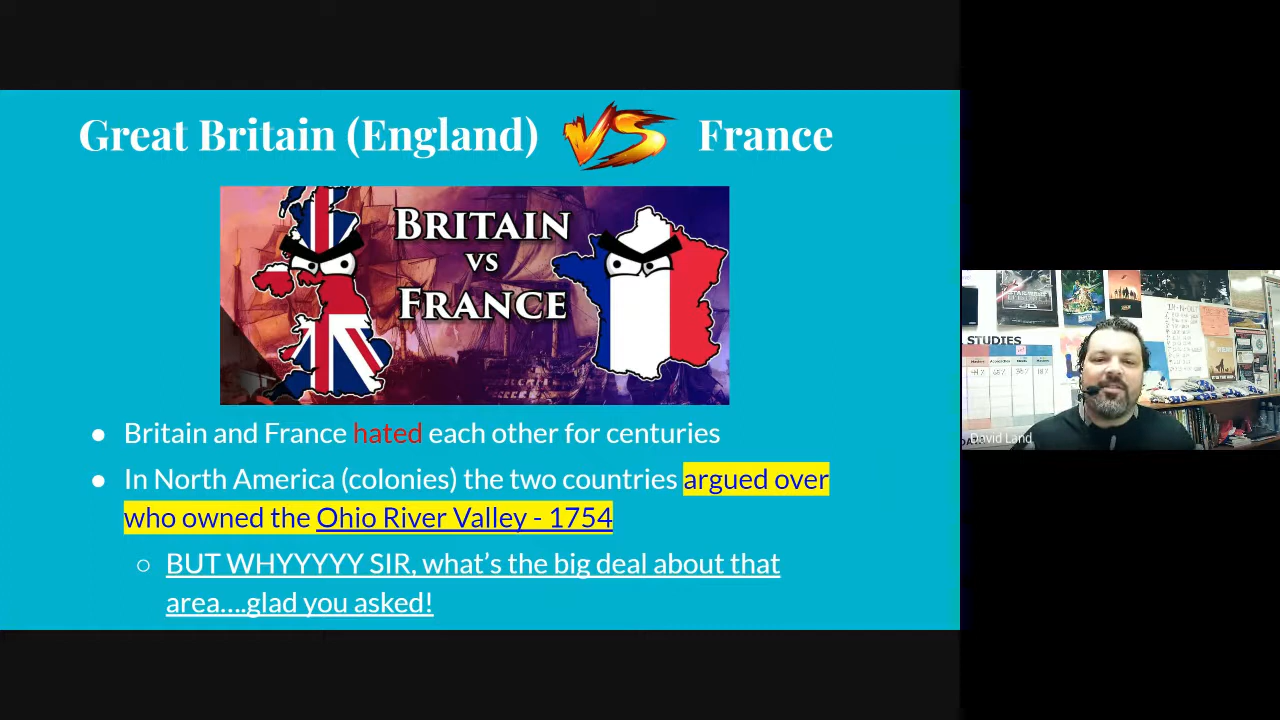 Great Britain (England) VS France
BRITAIN
VS
FRANCE
● Britain and France hated each other for centuries
● In North America (colonies) the two countries argued over
who owned the Ohio River Valley - 1754
○ BUT WHYYYYY SIR, what's the big deal about that
area....glad you asked!
STUDIES
David Land